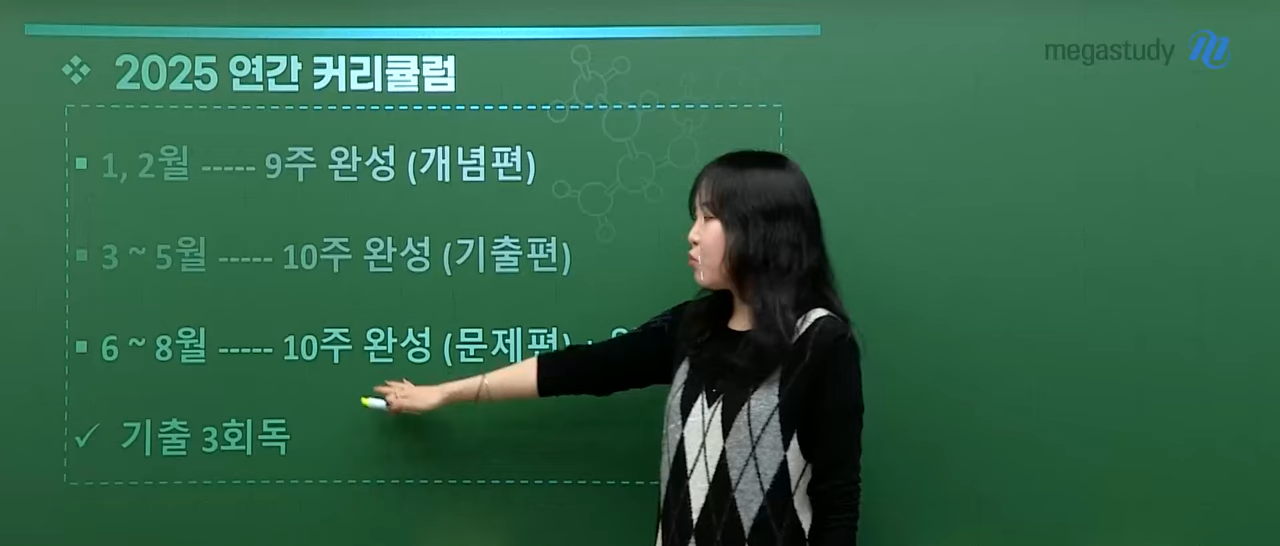 megastudy
2025 연간 커리큘럼
1, 2월 ----- 9주 완성 (개념편)
3 ~ 5월 ----- 10주 완성 (기출편)
6 ~ 8월 ----- 10주 완성 (문제편)
✓ 기출 3회독